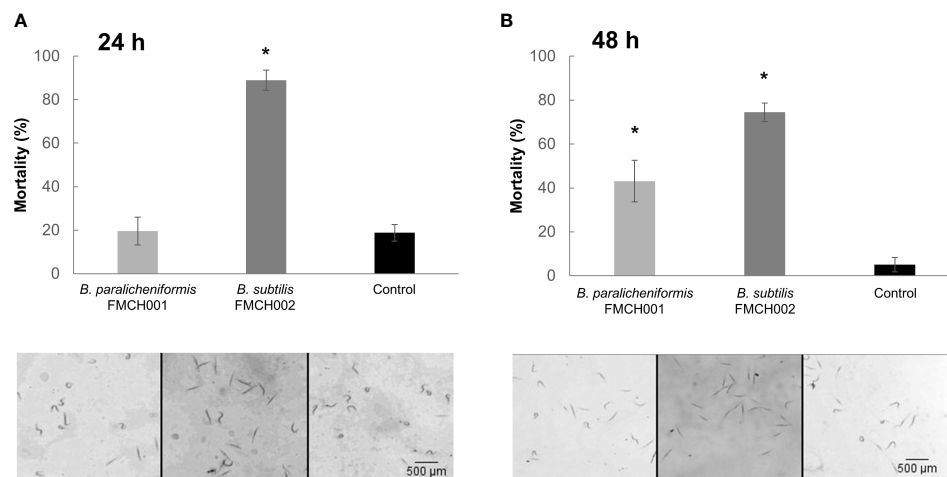 A
24 h
Mortality (%)
100
80
60
40
20
0
*
B. paralicheniformis
FMCH001
B. subtilis
FMCH002
Control
500 µm
B
48 h
Mortality (%)
100
80
60
40
20
0
*
*
B. paralicheniformis
FMCH001
B. subtilis
FMCH002
Control
500 µm